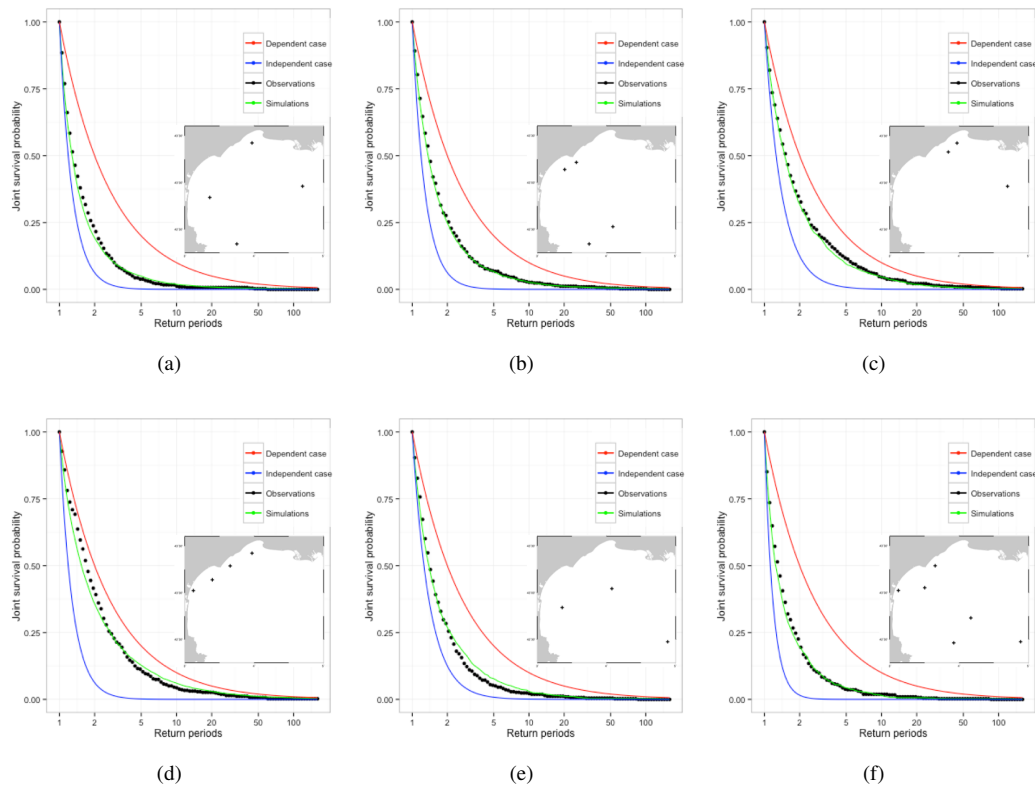 1.00
0.75
0.50
0.25
0.00
Joint survival probability
Dependent case
Independent case
Observations
Simulations
1 2 5 10 20 50 100
Return periods
(a)
1.00
0.75
0.50
0.25
0.00
Joint survival probability
Dependent case
Independent case
Observations
Simulations
1 2 5 10 20 50 100
Return periods
(b)
1.00
0.75
0.50
0.25
0.00
Joint survival probability
Dependent case
Independent case
Observations
Simulations
1 2 5 10 20 50 100
Return periods
(c)
1.00
0.75
0.50
0.25
0.00
Joint survival probability
Dependent case
Independent case
Observations
Simulations
1 2 5 10 20 50 100
Return periods
(d)
1.00
0.75
0.50
0.25
0.00
Joint survival probability
Dependent case
Independent case
Observations
Simulations
1 2 5 10 20 50 100
Return periods
(e)
1.00
0.75
0.50
0.25
0.00
Joint survival probability
Dependent case
Independent case
Observations
Simulations
1 2 5 10 20 50 100
Return periods
(f)